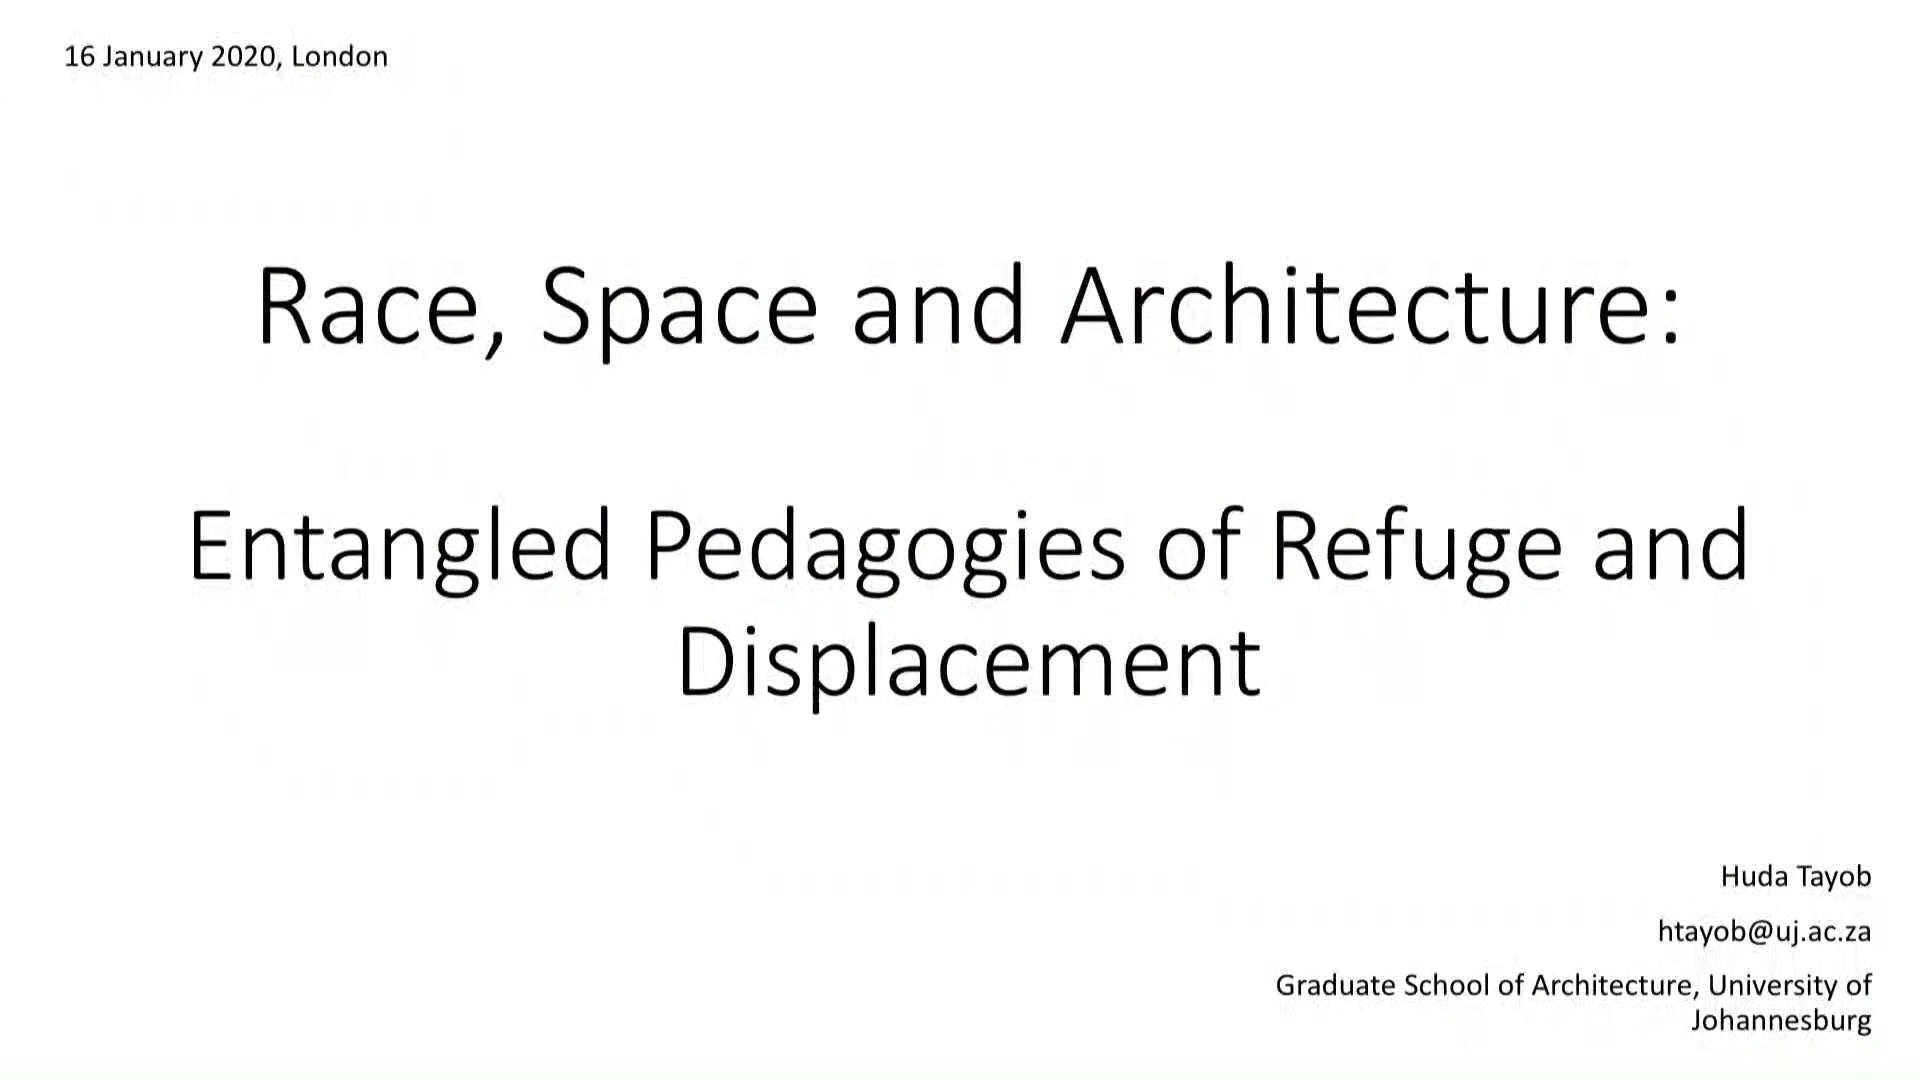 16 January 2020, London
Race, Space and Architecture:
Entangled Pedagogies of Refuge and
Displacement
Huda Tayob
htayob@uj.ac.za
Graduate School of Architecture, University of
Johannesburg